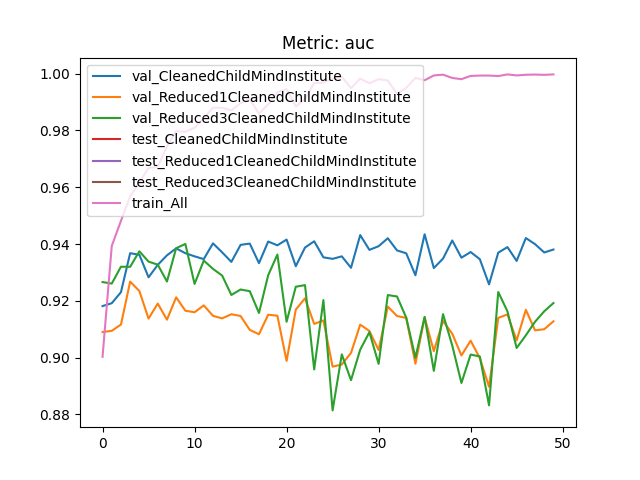 Metric: auc
1.00
0.98
0.96
0.94
0.92
0.90
0.88
val_CleanedChildMindInstitute
val_Reduced1CleanedChildMindInstitute
val_Reduced3CleanedChildMindInstitute
test_CleanedChildMindInstitute
test_Reduced1CleanedChildMindInstitute
test_Reduced3CleanedChildMindInstitute
train_All
0
10
20
30
40
50